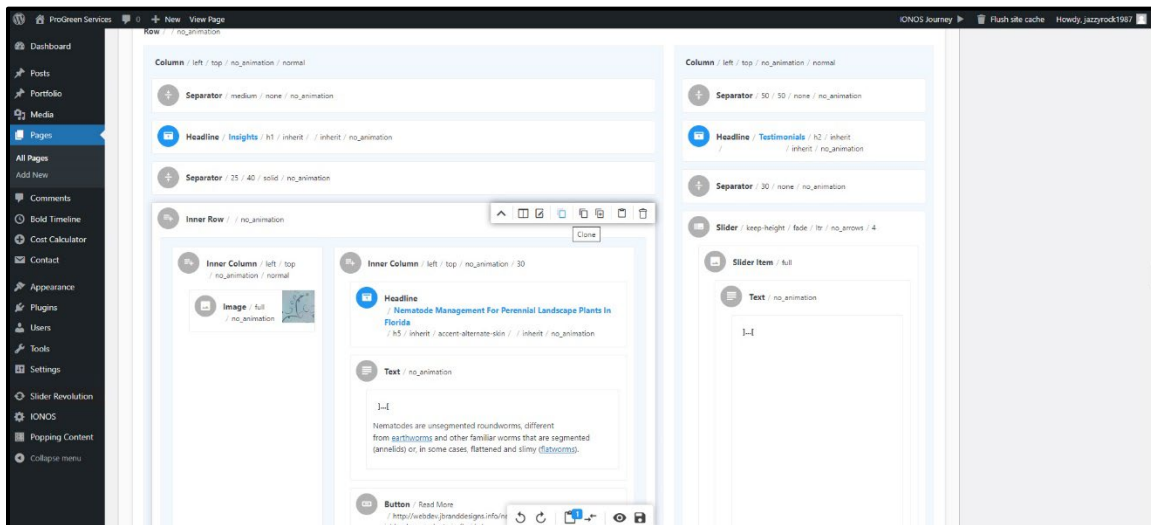 ProGreen Services 0 + New View Page IONOS Journey Flush site cache Howdy, jazzyrock1987
Dashboard
Posts
Portfolio
Media
Pages
All Pages
Add New
Comments
Bold Timeline
Cost Calculator
Contact
Appearance
Plugins
Users
Tools
Settings
Slider Revolution
IONOS
Popping Content
Collapse menu
Row / / no_animation
Column / left / top / no_animation / normal
Separator / medium / none / no_animation
Headline / Insights / h1 / inherit / / inherit / no_animation
Separator / 25 / 40 / solid / no_animation
Inner Row / / no_animation
Clone
Inner Column / left / top
/ no_animation / normal
Image / full
/ no_animation
Inner Column / left / top / no_animation / 30
Headline
/ Nematode Management For Perennial Landscape Plants In
Florida
/ h5 / inherit / accent-alternate-skin / / inherit / no_animation
Text / no_animation
]...[
Nematodes are unsegmented roundworms, different
from earthworms and other familiar worms that are segmented
(annelids) or, in some cases, flattened and slimy (flatworms).
Button / Read More
/ http://webdev.jbranddesigns.info/
1
Column / left / top / no_animation / normal
Separator / 50 / 50 / none / no_animation
Headline / Testimonials / h2 / inherit
/ / inherit / no_animation
Separator / 30 / none / no_animation
Slider / keep-height / fade / ltr / no_arrows / 4
Slider Item / full
Text / no_animation
]...[